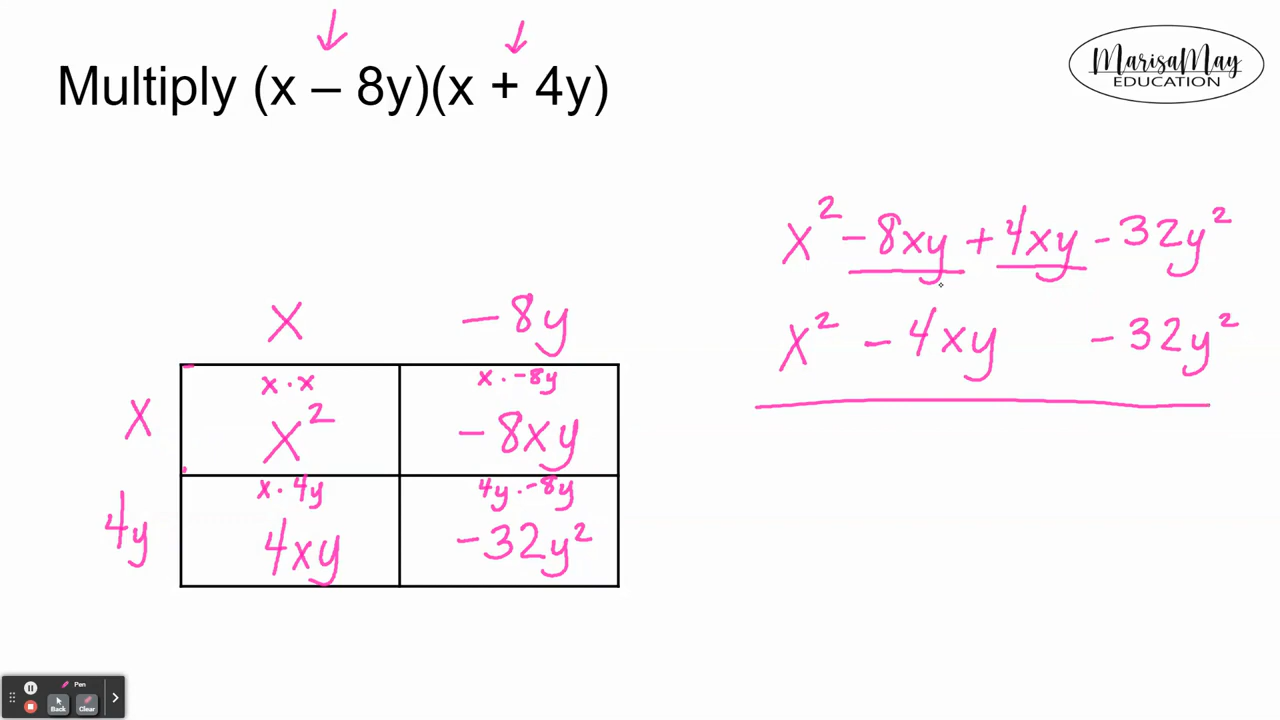 Multiply (x – 8y)(x + 4y)
MarisaMay
EDUCATION
x² - 8xy + 4xy - 32y²
x² - 4xy - 32y²
x -8y
x · x x · -8y
x x² -8xy
x · 4y 4y · -8y
4y 4xy -32y²
Pen
Back Clear